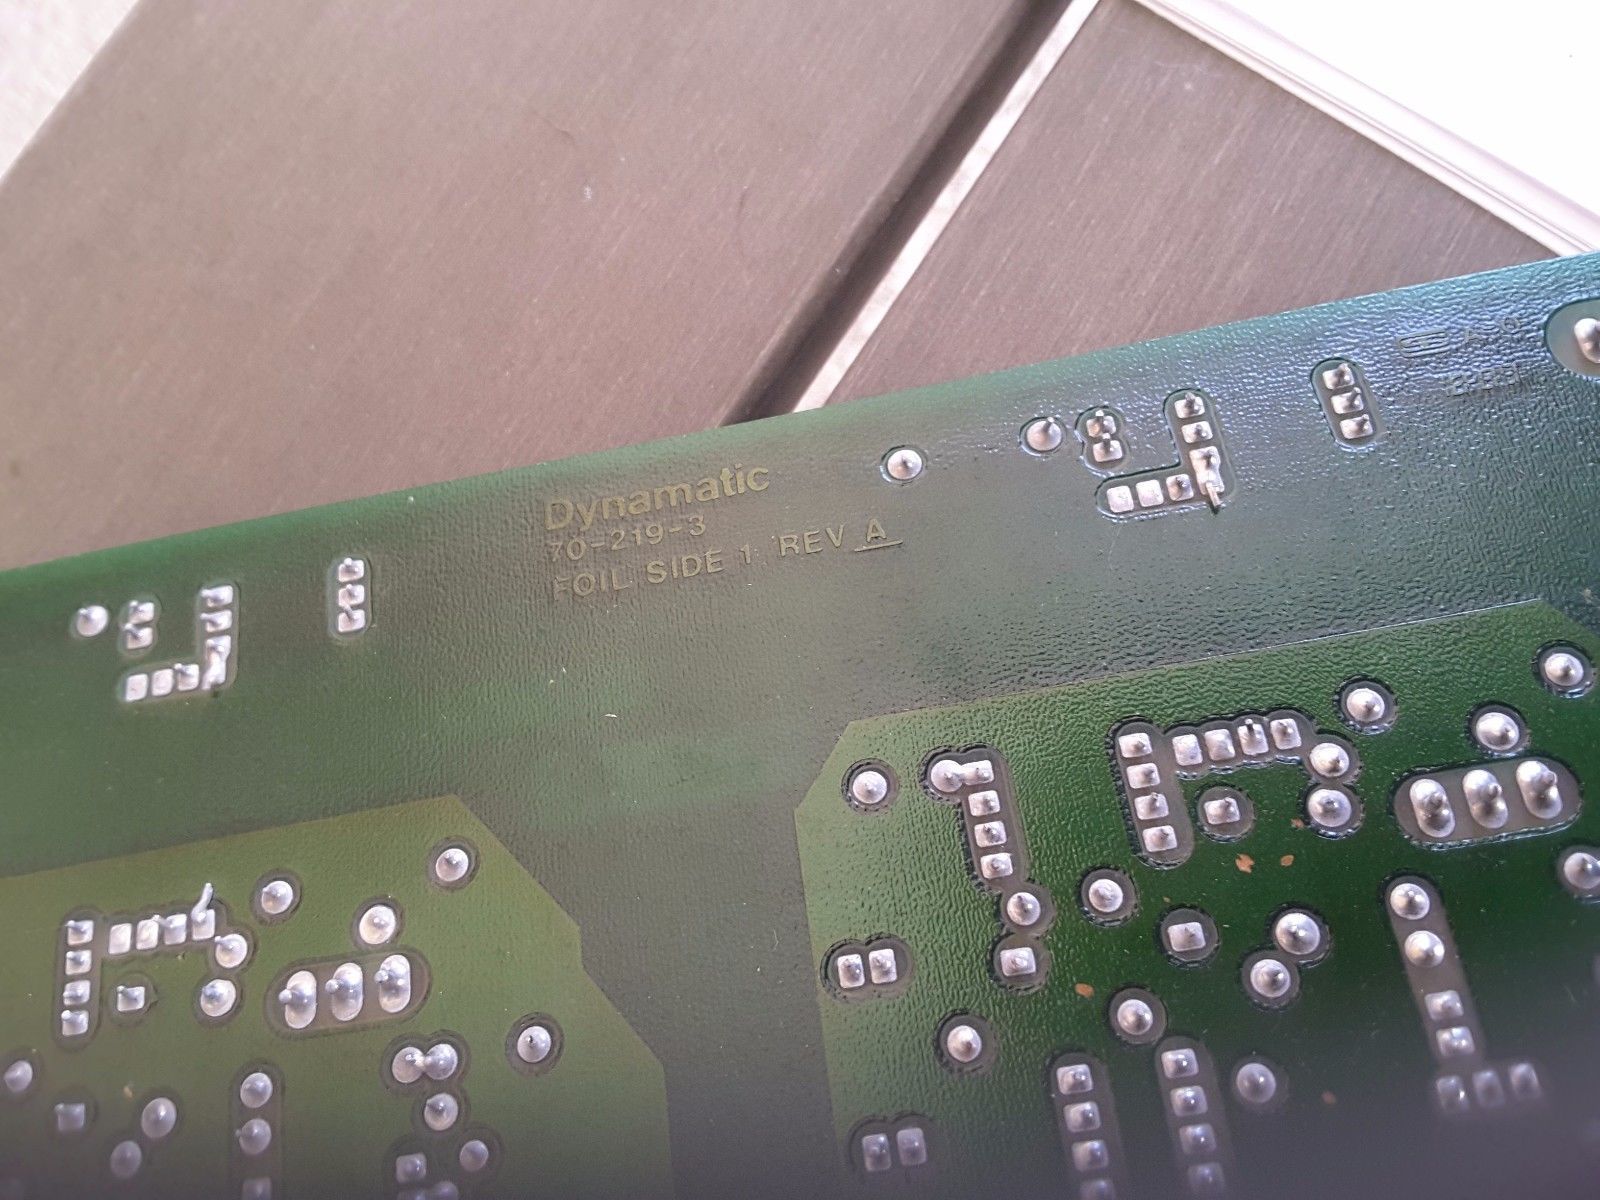 Dynamatic
70-219-3
FOIL SIDE 1 REV A